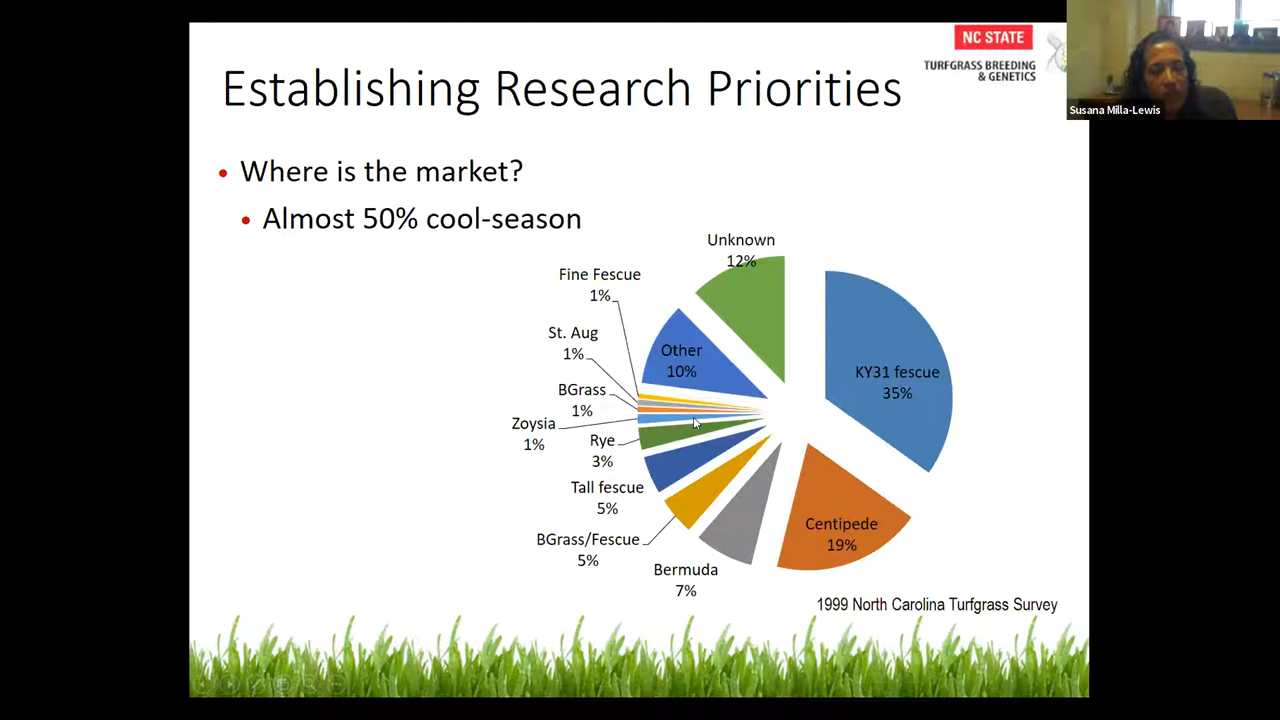 NC STATE
TURFGRASS BREEDING
& GENETICS
Susana Milla-Lewis
Establishing Research Priorities
• Where is the market?
• Almost 50% cool-season
Unknown
12%
Fine Fescue
1%
St. Aug
1%
Other
10%
KY31 fescue
35%
BGrass
1%
Zoysia
1%
Rye
3%
Tall fescue
5%
Centipede
19%
BGrass/Fescue
5%
Bermuda
7%
1999 North Carolina Turfgrass Survey